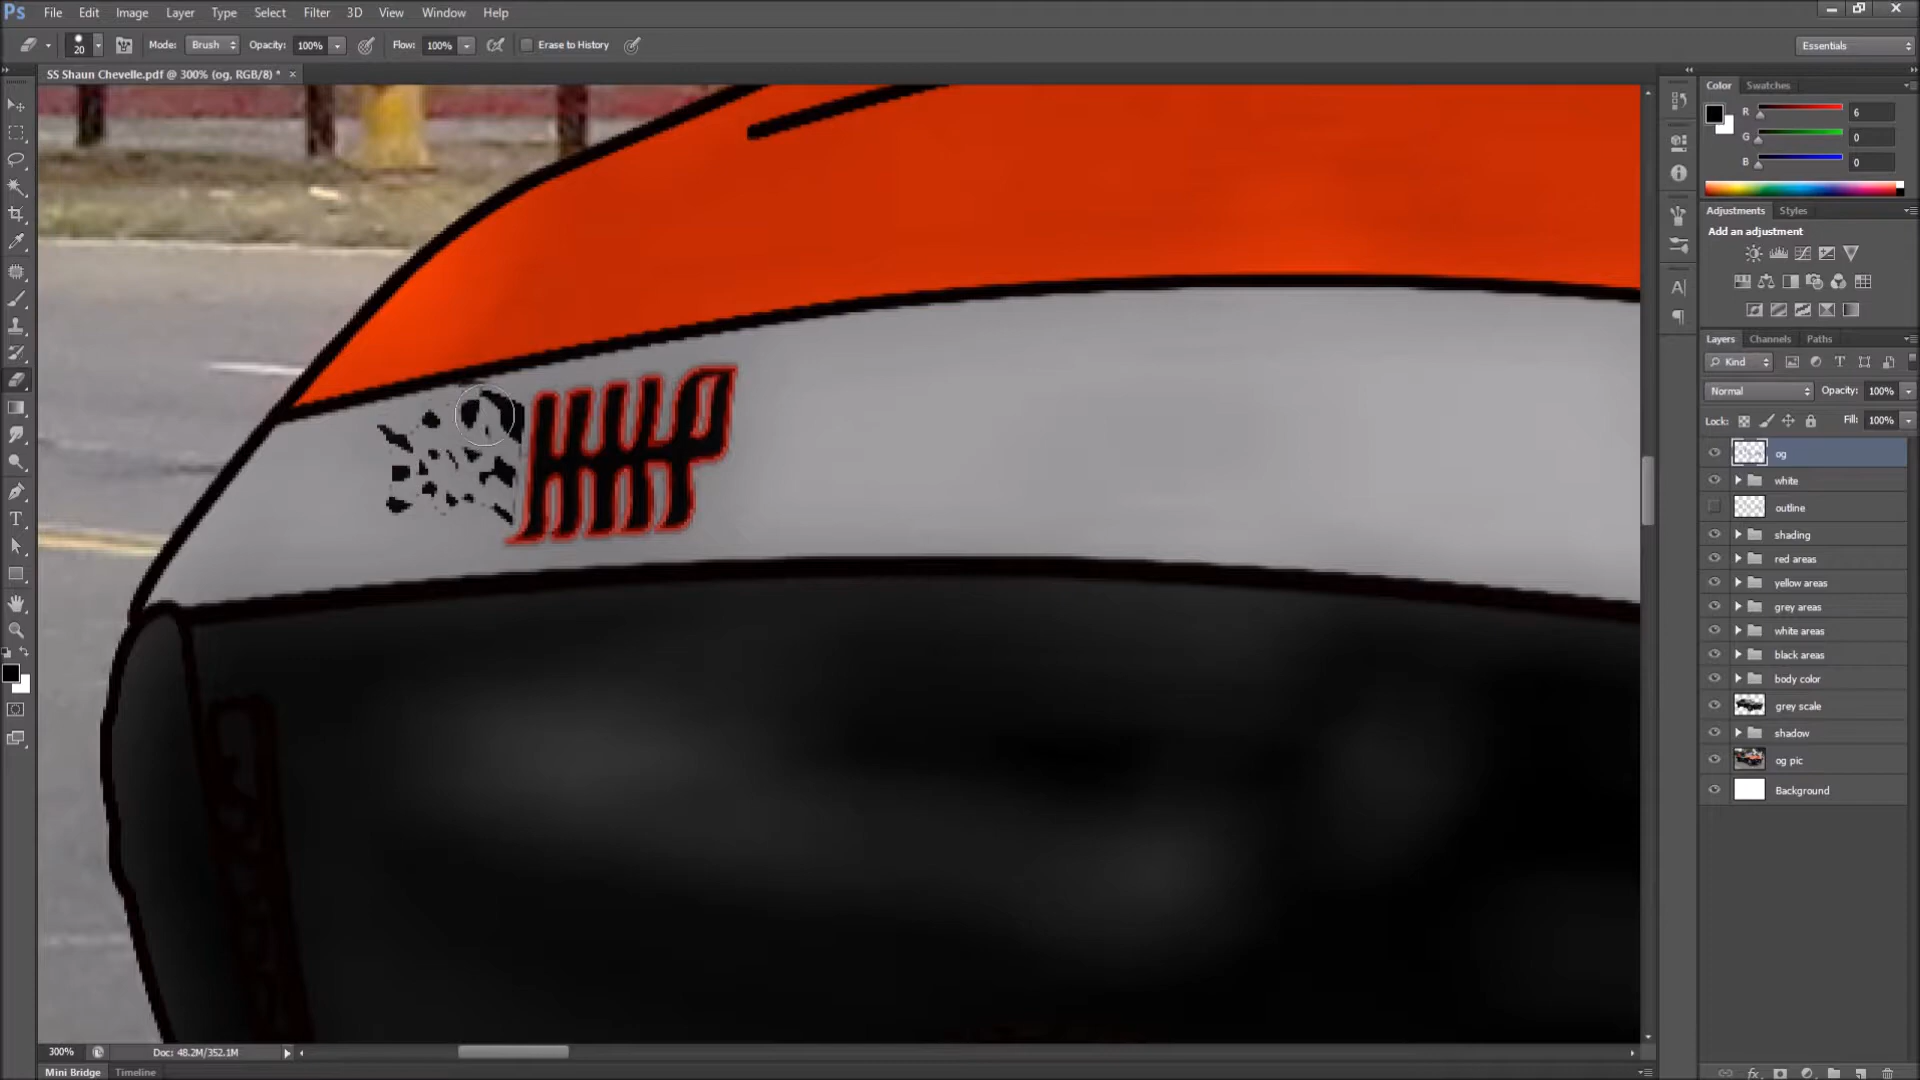 Ps File Edit Image Layer Type Select Filter 3D View Window Help
20 Mode: Brush Opacity: 100% Flow: 100% Erase to History Essentials
SS Shaun Chevelle.pdf @ 300% (og, RGB/8) * ×
Color Swatches
R 6
G 0
B 0
Adjustments Styles
Add an adjustment
Layers Channels Paths
Kind
Normal Opacity: 100%
Lock: Fill: 100%
og
white
outline
shading
red areas
yellow areas
grey areas
white areas
black areas
body color
grey scale
shadow
og pic
Background
300% Doc: 48.2M/352.1M
Mini Bridge Timeline